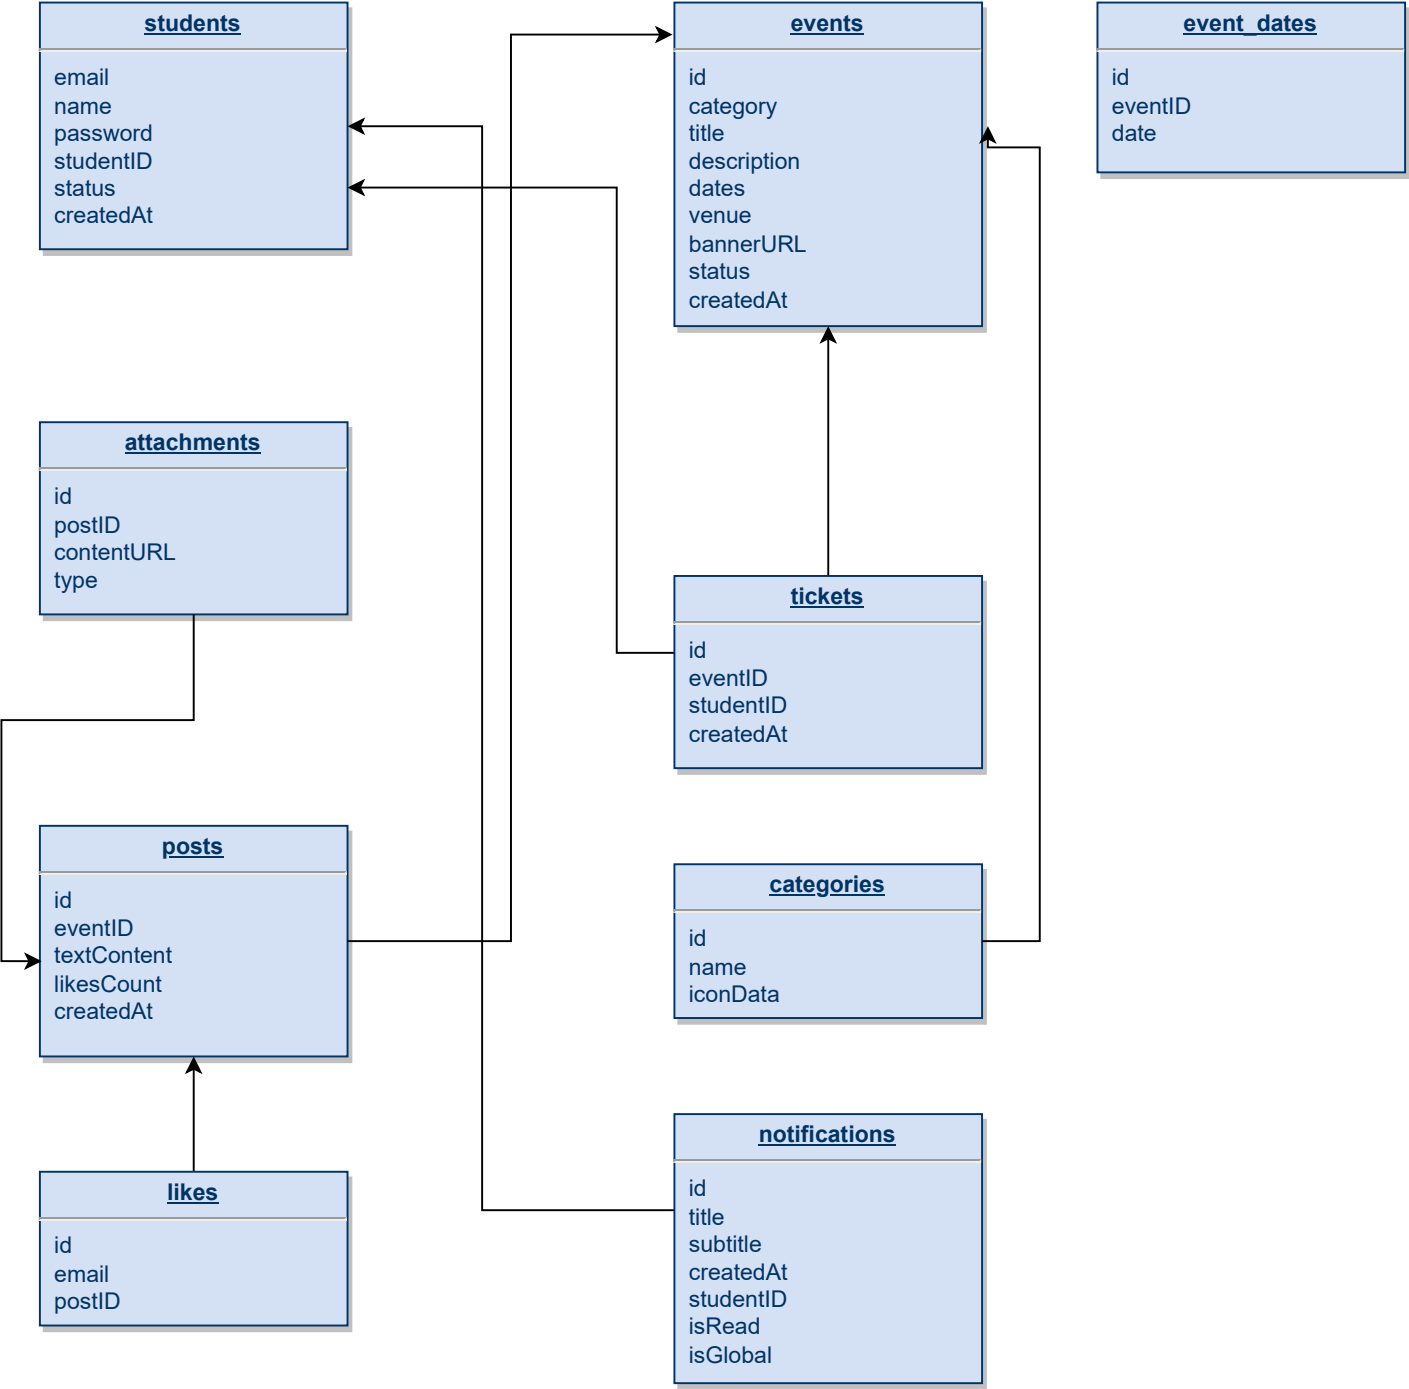 students
email
name
password
studentID
status
createdAt
events
id
category
title
description
dates
venue
bannerURL
status
createdAt
event_dates
id
eventID
date
attachments
id
postID
contentURL
type
tickets
id
eventID
studentID
createdAt
posts
id
eventID
textContent
likesCount
createdAt
categories
id
name
iconData
likes
id
email
postID
notifications
id
title
subtitle
createdAt
studentID
isRead
isGlobal